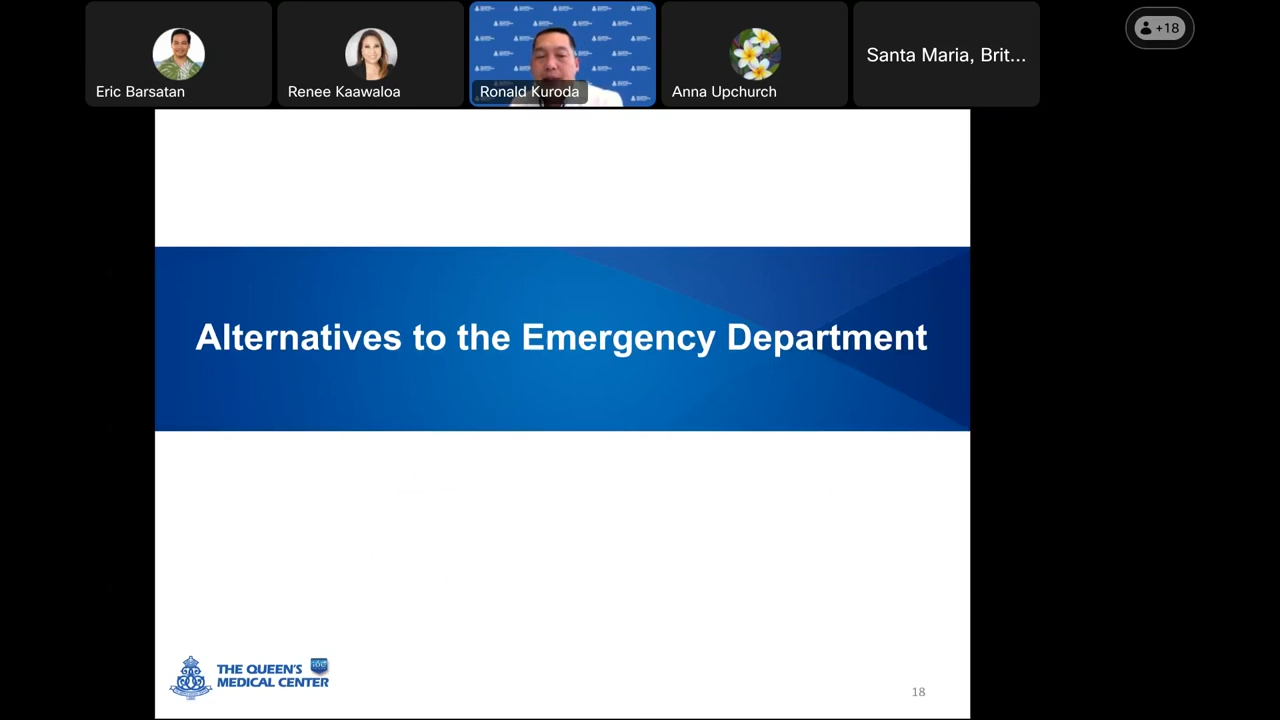 Eric Barsatan
Renee Kaawaloa
Ronald Kuroda
Anna Upchurch
Santa Maria, Brit...
+18
Alternatives to the Emergency Department
THE QUEEN'S
MEDICAL CENTER
18